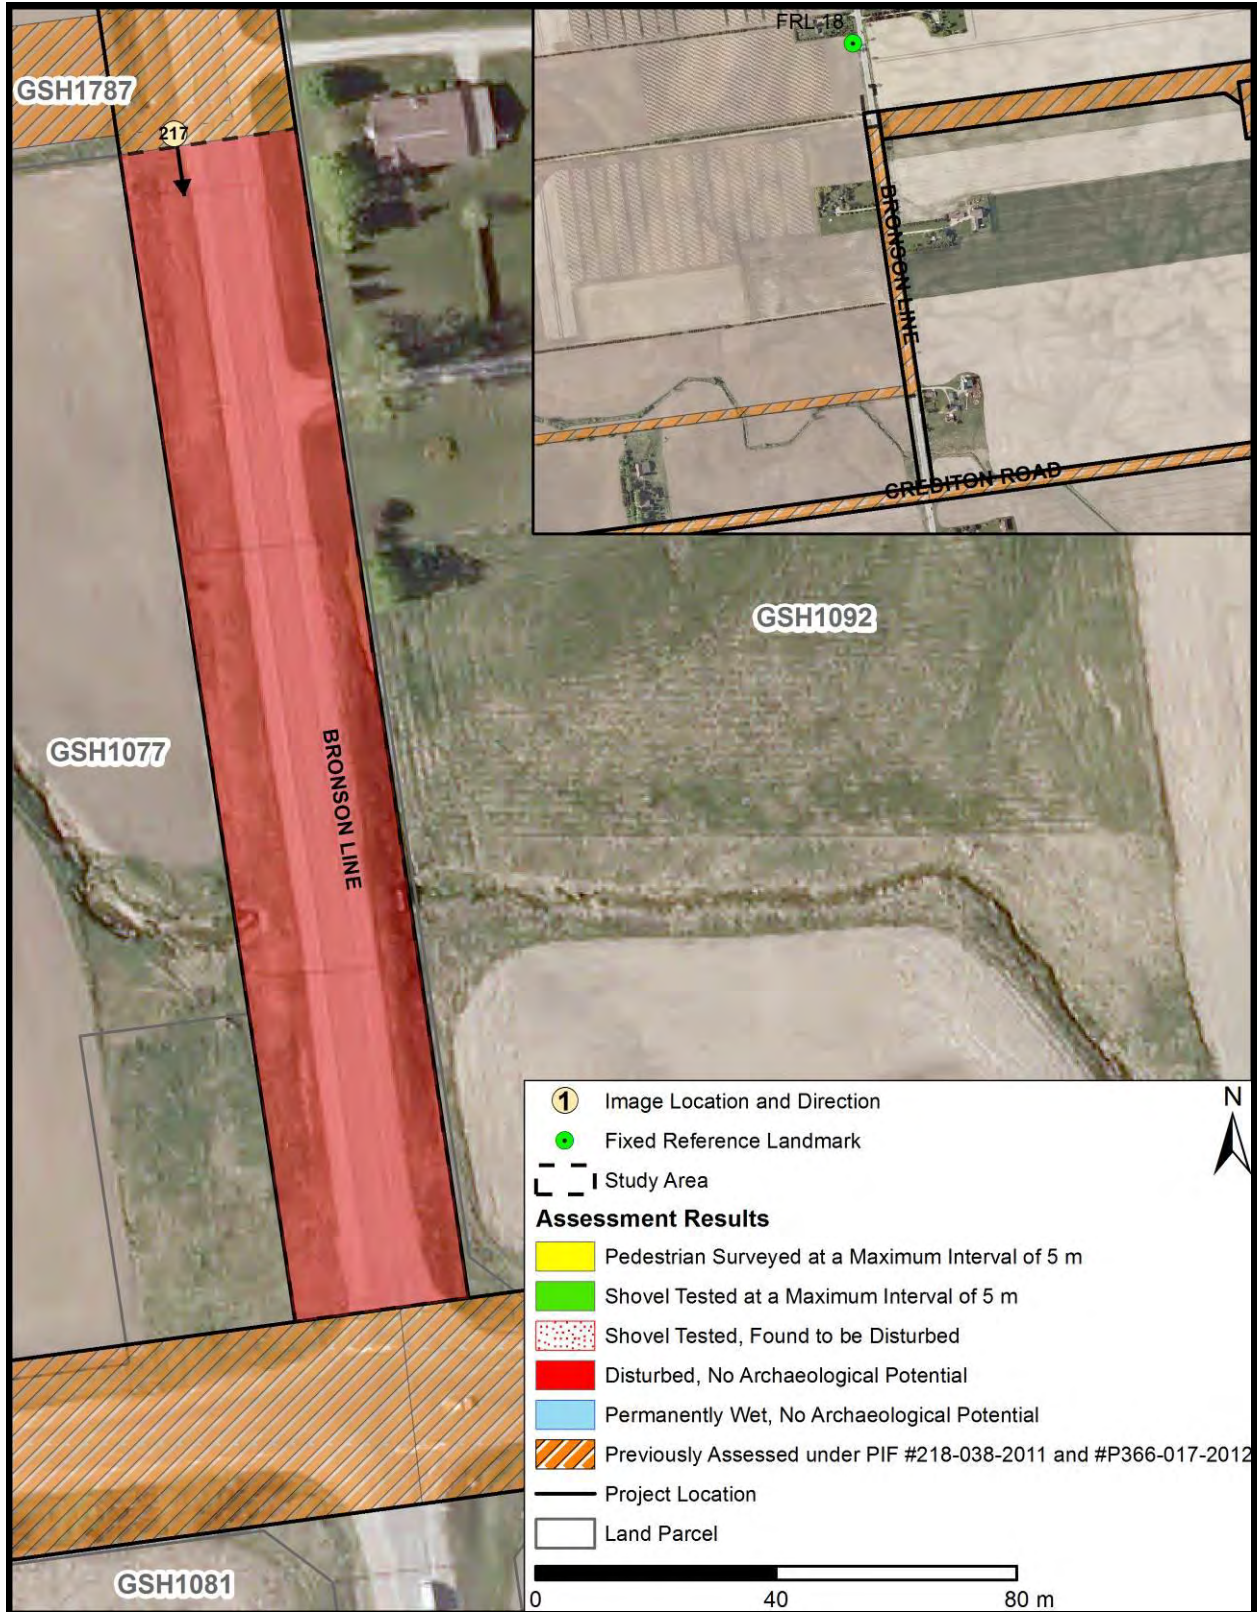 FRL 18
GSH1787
217
BRONSON LINE
CREDITON ROAD
GSH1092
GSH1077
BRONSON LINE
1 Image Location and Direction
N
Fixed Reference Landmark
Study Area
Assessment Results
Pedestrian Surveyed at a Maximum Interval of 5 m
Shovel Tested at a Maximum Interval of 5 m
Shovel Tested, Found to be Disturbed
Disturbed, No Archaeological Potential
Permanently Wet, No Archaeological Potential
Previously Assessed under PIF #218-038-2011 and #P366-017-2012
Project Location
Land Parcel
GSH1081
0 40 80 m